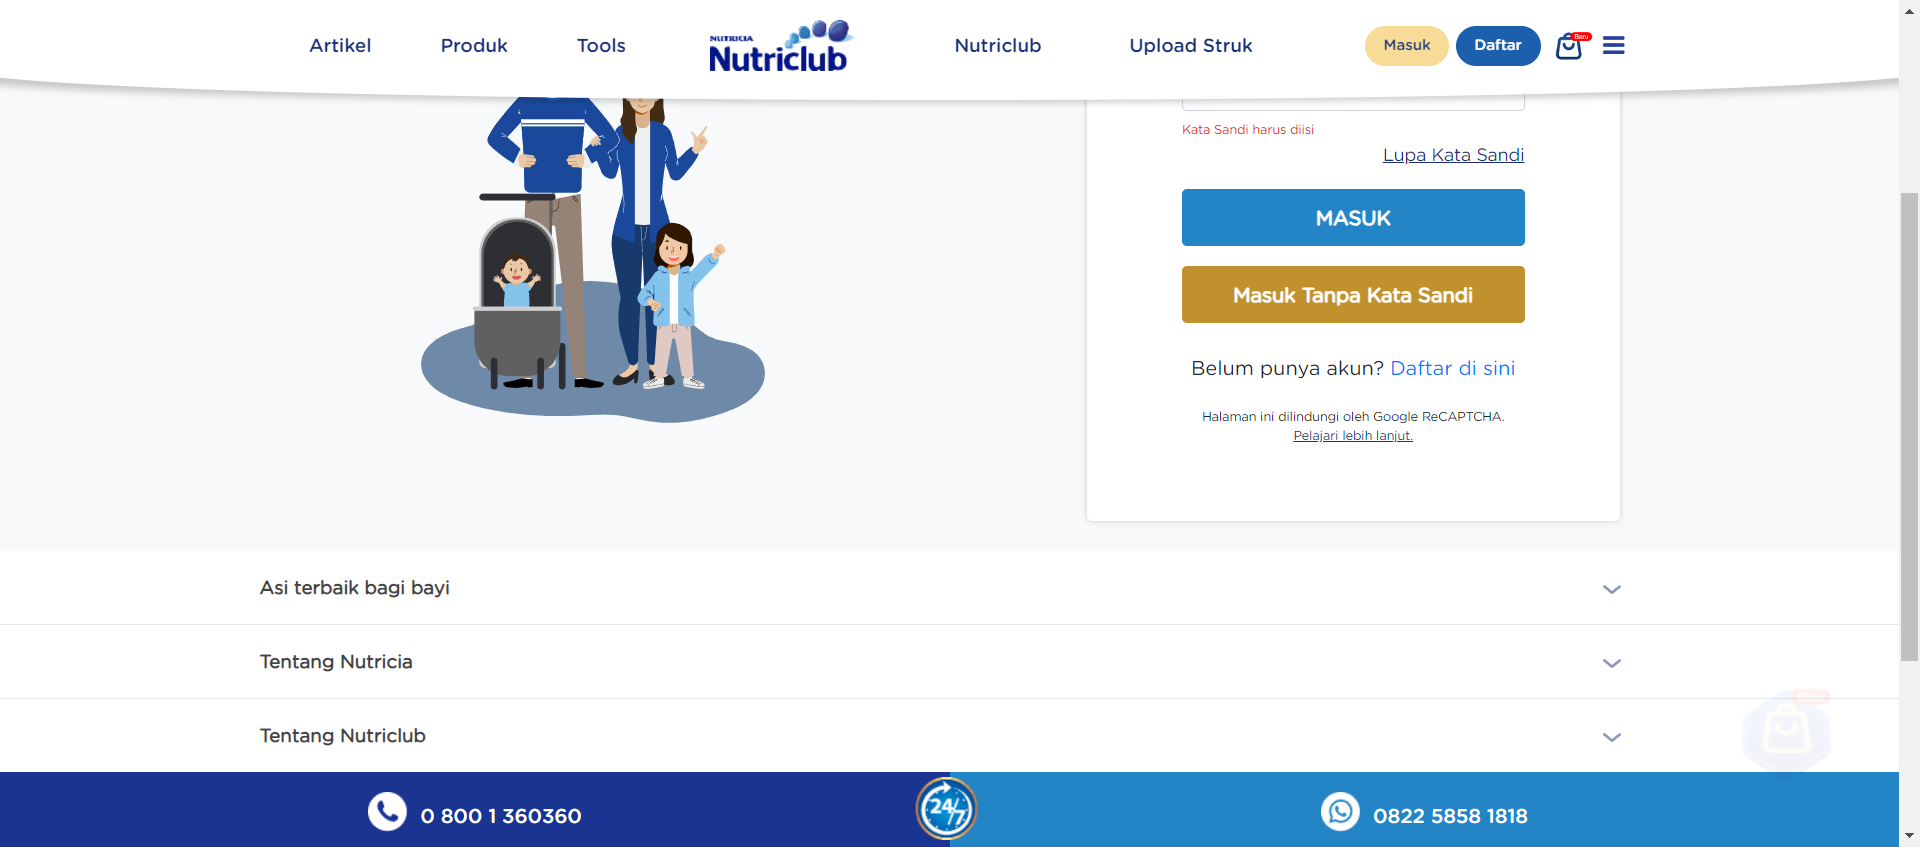 Artikel
Produk
Tools
NUTRICIA
Nutriclub
Nutriclub
Upload Struk
Masuk
Daftar
Baru
Kata Sandi harus diisi
Lupa Kata Sandi
MASUK
Masuk Tanpa Kata Sandi
Belum punya akun? Daftar di sini
Halaman ini dilindungi oleh Google ReCAPTCHA.
Pelajari lebih lanjut.
Asi terbaik bagi bayi
Tentang Nutricia
Tentang Nutriclub
Baru
0 800 1 360360
24/7
0822 5858 1818